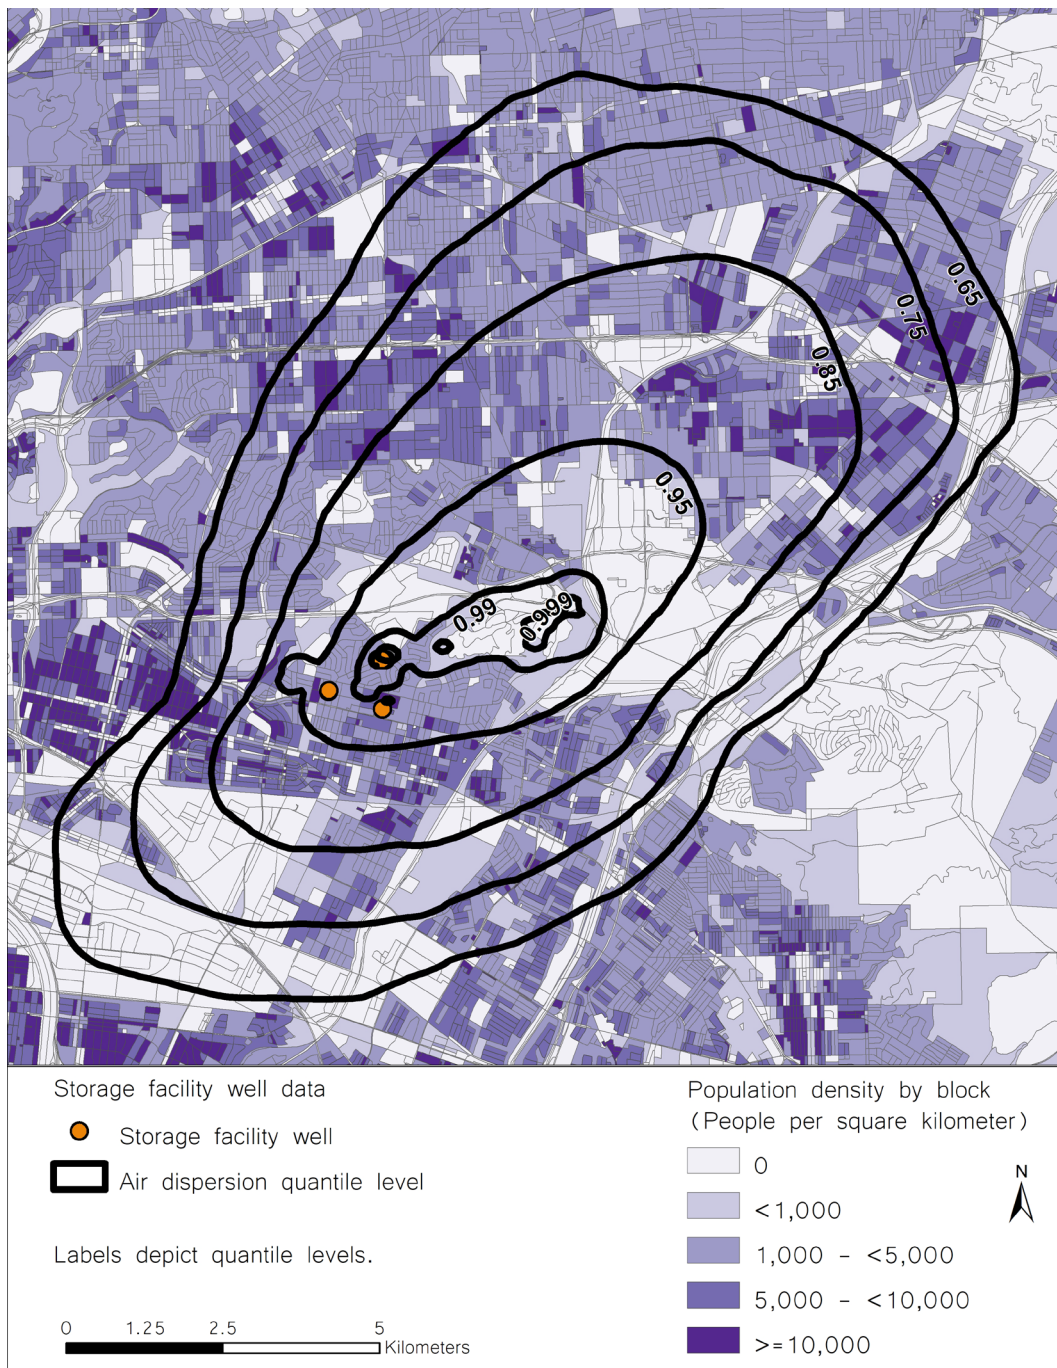 0.65
0.75
0.85
0.95
0.99
0.999
Storage facility well data
Storage facility well
Air dispersion quantile level
Labels depict quantile levels.
0 1.25 2.5 5
Kilometers
Population density by block
(People per square kilometer)
0
<1,000
1,000 - <5,000
5,000 - <10,000
>=10,000
N